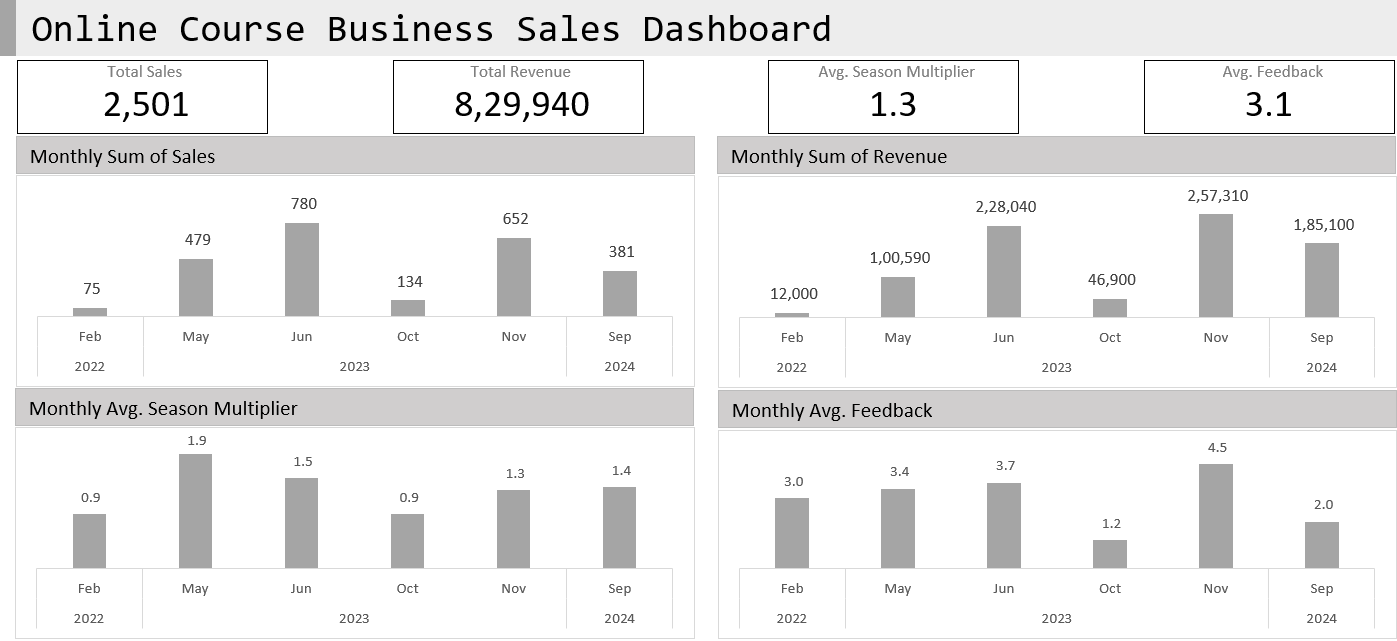 Online Course Business Sales Dashboard
Total Sales
2,501
Total Revenue
8,29,940
Avg. Season Multiplier
1.3
Avg. Feedback
3.1
Monthly Sum of Sales
75
479
780
134
652
381
Feb May Jun Oct Nov Sep
2022 2023 2024
Monthly Sum of Revenue
12,000
1,00,590
2,28,040
46,900
2,57,310
1,85,100
Feb May Jun Oct Nov Sep
2022 2023 2024
Monthly Avg. Season Multiplier
0.9
1.9
1.5
0.9
1.3
1.4
Feb May Jun Oct Nov Sep
2022 2023 2024
Monthly Avg. Feedback
3.0
3.4
3.7
1.2
4.5
2.0
Feb May Jun Oct Nov Sep
2022 2023 2024